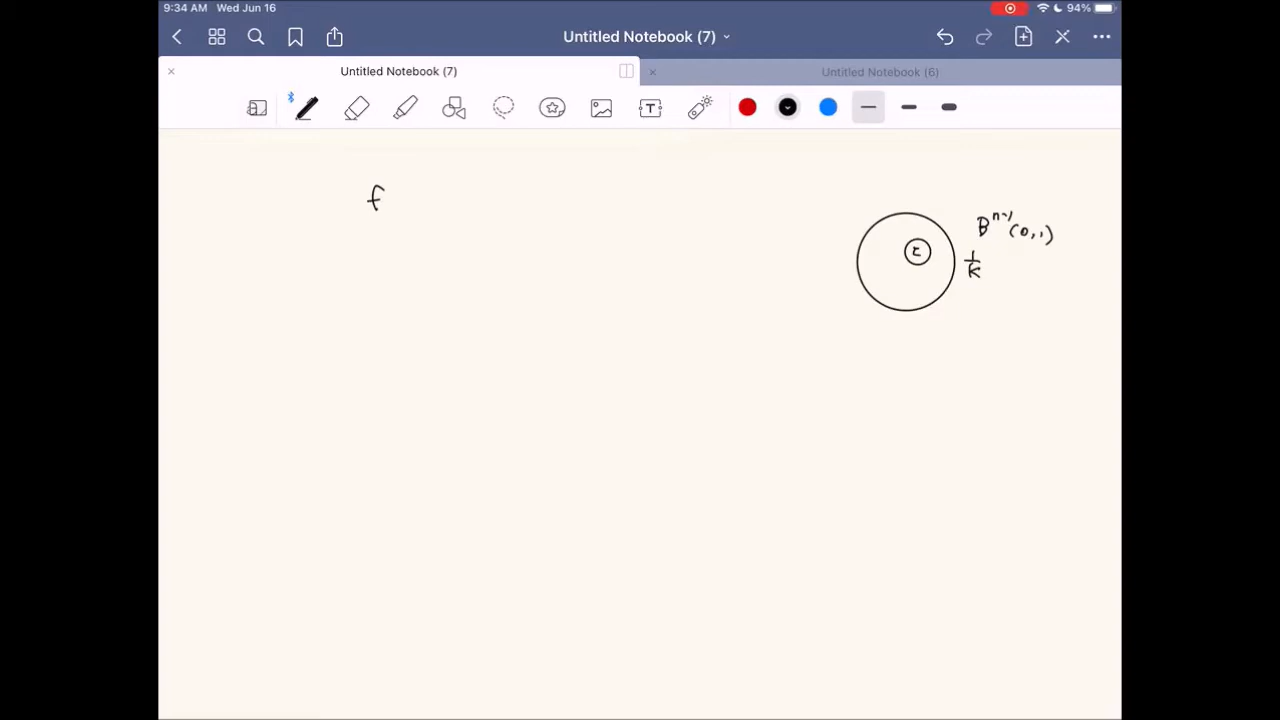 9:34 AM Wed Jun 16
94%
Untitled Notebook (7)
Untitled Notebook (7)
Untitled Notebook (6)
T
f
B^{n-1}(0,1)
τ
1/K